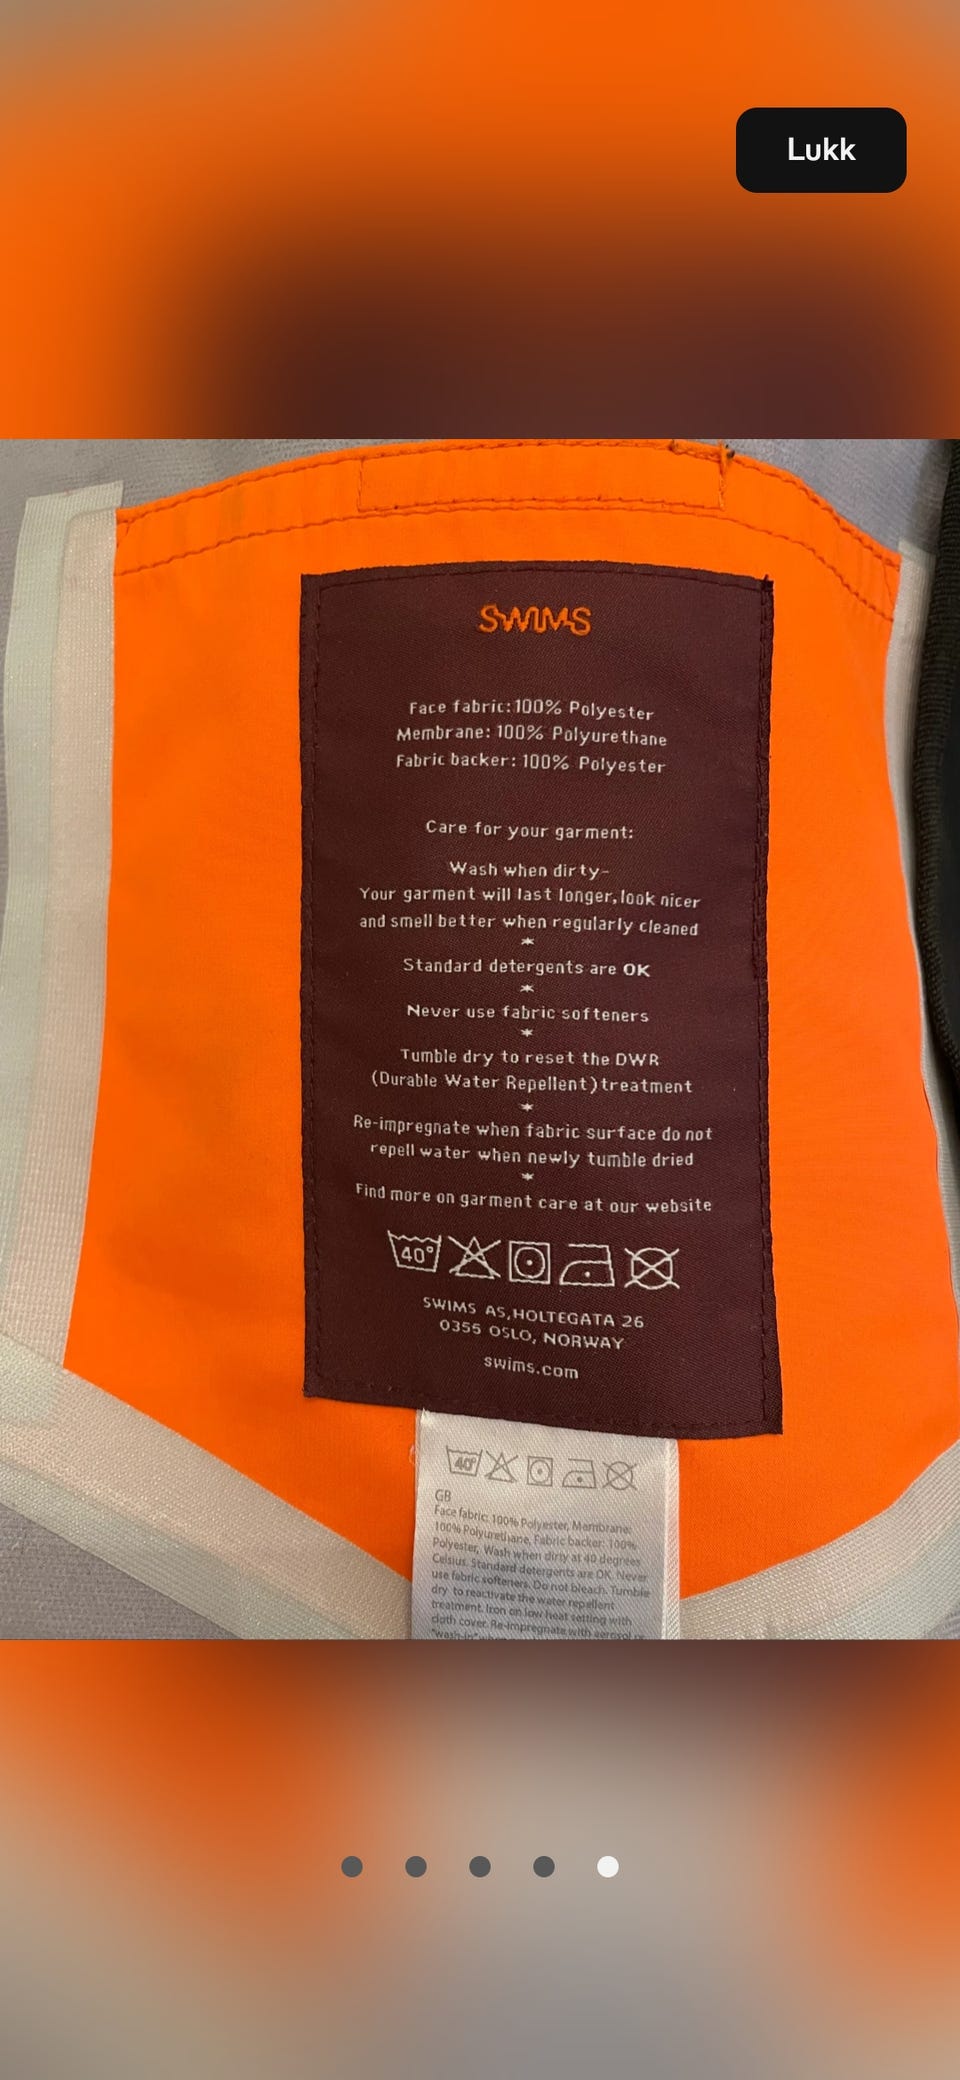 Lukk
SWIMS
Face fabric:100% Polyester
Membrane: 100% Polyurethane
Fabric backer: 100% Polyester
Care for your garment:
Wash when dirty-
Your garment will last longer, look nicer
and smell better when regularly cleaned
*
Standard detergents are OK
*
Never use fabric softeners
*
Tumble dry to reset the DWR
(Durable Water Repellent) treatment
*
Re-impregnate when fabric surface do not
repell water when newly tumble dried
*
Find more on garment care at our website
40°
SWIMS AS, HOLTEGATA 26
0355 OSLO, NORWAY
swims.com
40°
GB
Face fabric: 100% Polyester, Membrane:
100% Polyurethane, Fabric backer: 100%
Polyester, Wash when dirty at 40 degrees
Celsius. Standard detergents are OK. Never
use fabric softeners. Do not bleach. Tumble
dry to reactivate the water repellent
treatment. Iron on low heat setting with
cloth cover. Re-impregnate with aerosol or
"wash-in"